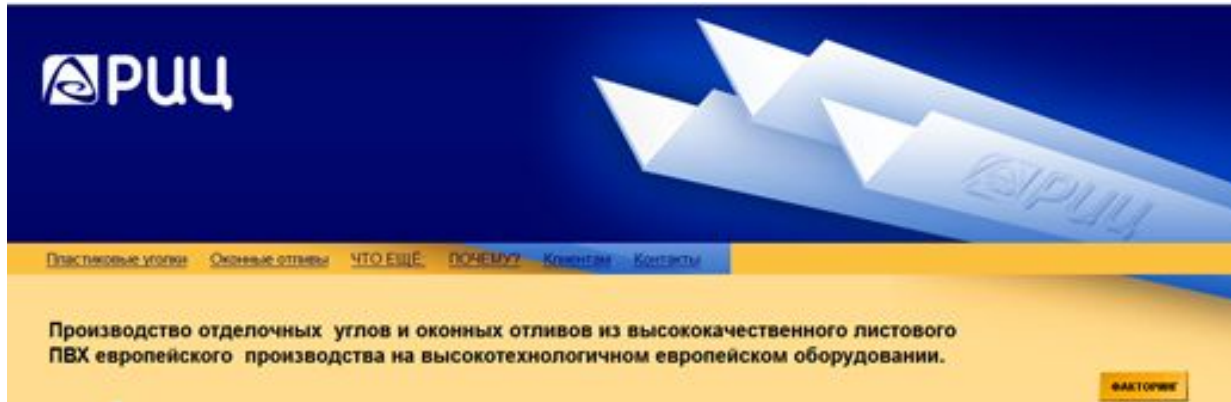 РИЦ
РИЦ
Пластиковые уголки Оконные отливы ЧТО ЕЩЁ: ПОЧЕМУ? Клиентам Контакты
Производство отделочных углов и оконных отливов из высококачественного листового
ПВХ европейского производства на высокотехнологичном европейском оборудовании.
ФАКТОРИНГ